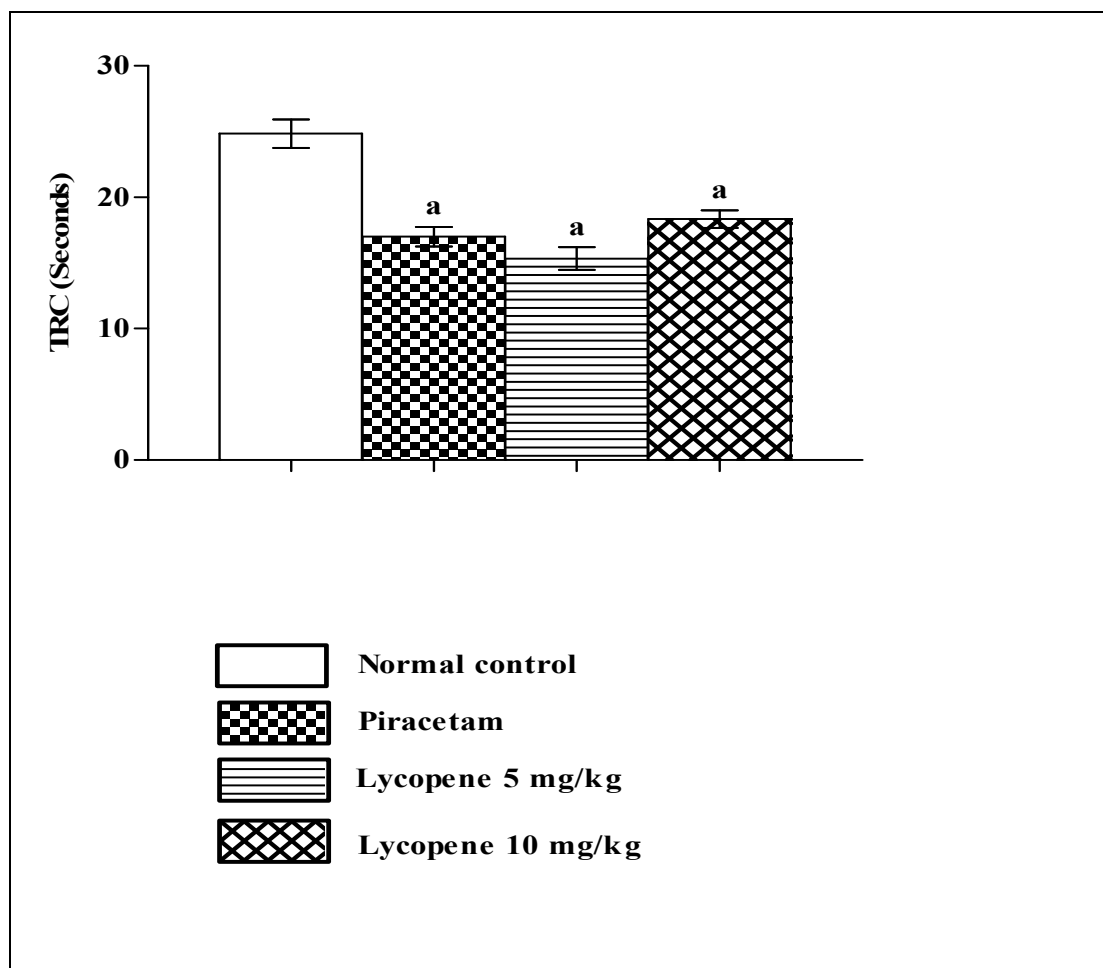 30
20
10
0
TRC (Seconds)
a
a
a
Normal control
Piracetam
Lycopene 5 mg/kg
Lycopene 10 mg/kg